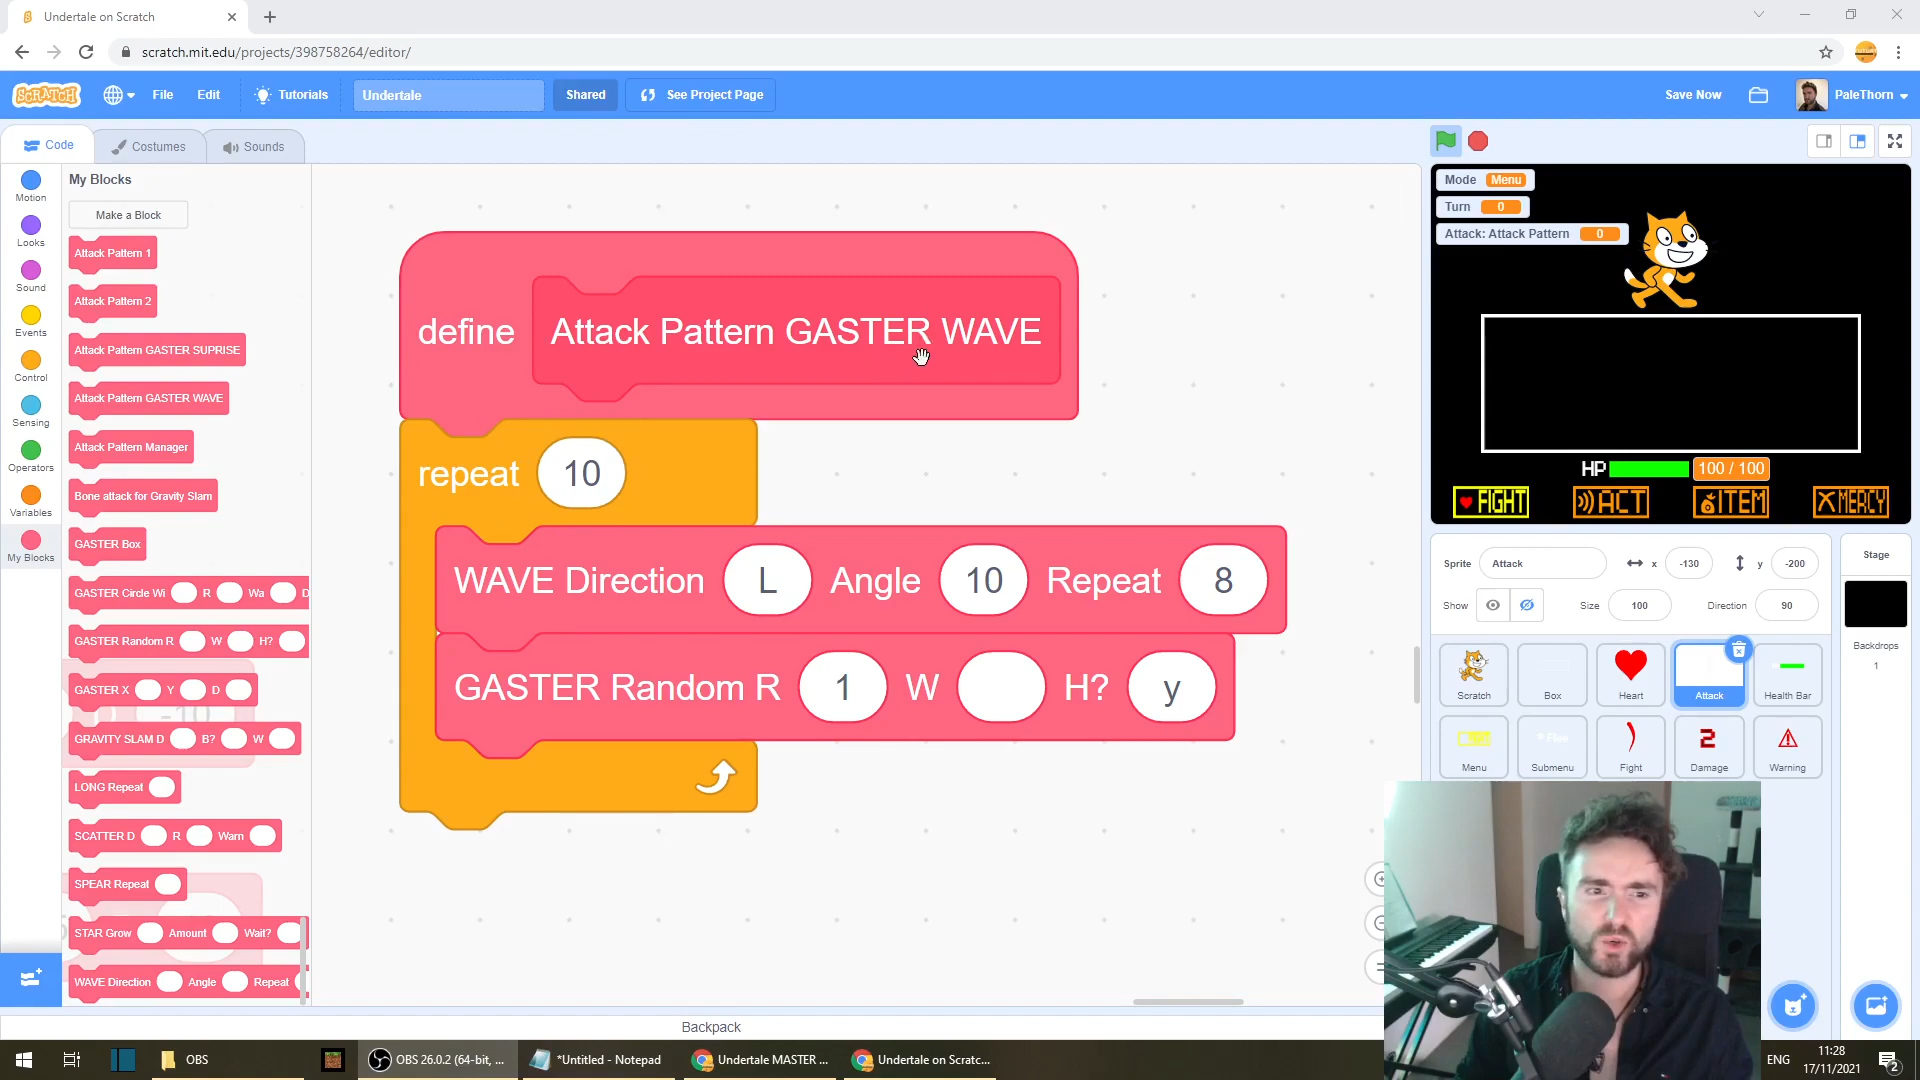 Undertale on Scratch
scratch.mit.edu/projects/398758264/editor/
SCRATCH
File
Edit
Tutorials
Undertale
Shared
See Project Page
Save Now
PaleThorn
Code
Costumes
Sounds
Motion
Looks
Sound
Events
Control
Sensing
Operators
Variables
My Blocks
My Blocks
Make a Block
Attack Pattern 1
Attack Pattern 2
Attack Pattern GASTER SUPRISE
Attack Pattern GASTER WAVE
Attack Pattern Manager
Bone attack for Gravity Slam
GASTER Box
GASTER Circle Wi R Wa D
GASTER Random R W H?
GASTER X Y D
-10
GRAVITY SLAM D B? W
LONG Repeat
SCATTER D R Warn
SPEAR Repeat
STAR Grow Amount Wait?
WAVE Direction Angle Repeat
define Attack Pattern GASTER WAVE
repeat 10
WAVE Direction L Angle 10 Repeat 8
GASTER Random R 1 W H? y
Backpack
Mode Menu
Turn 0
Attack: Attack Pattern 0
HP 100 / 100
FIGHT ACT ITEM MERCY
Sprite Attack x -130 y -200
Show Size 100 Direction 90
Scratch
Box
Heart
Attack
Health Bar
Menu
Flee
Submenu
Fight
2
Damage
Warning
Stage
Backdrops
1
OBS
OBS 26.0.2 (64-bit, ...
*Untitled - Notepad
Undertale MASTER ...
Undertale on Scratc...
ENG
11:28
17/11/2021
2